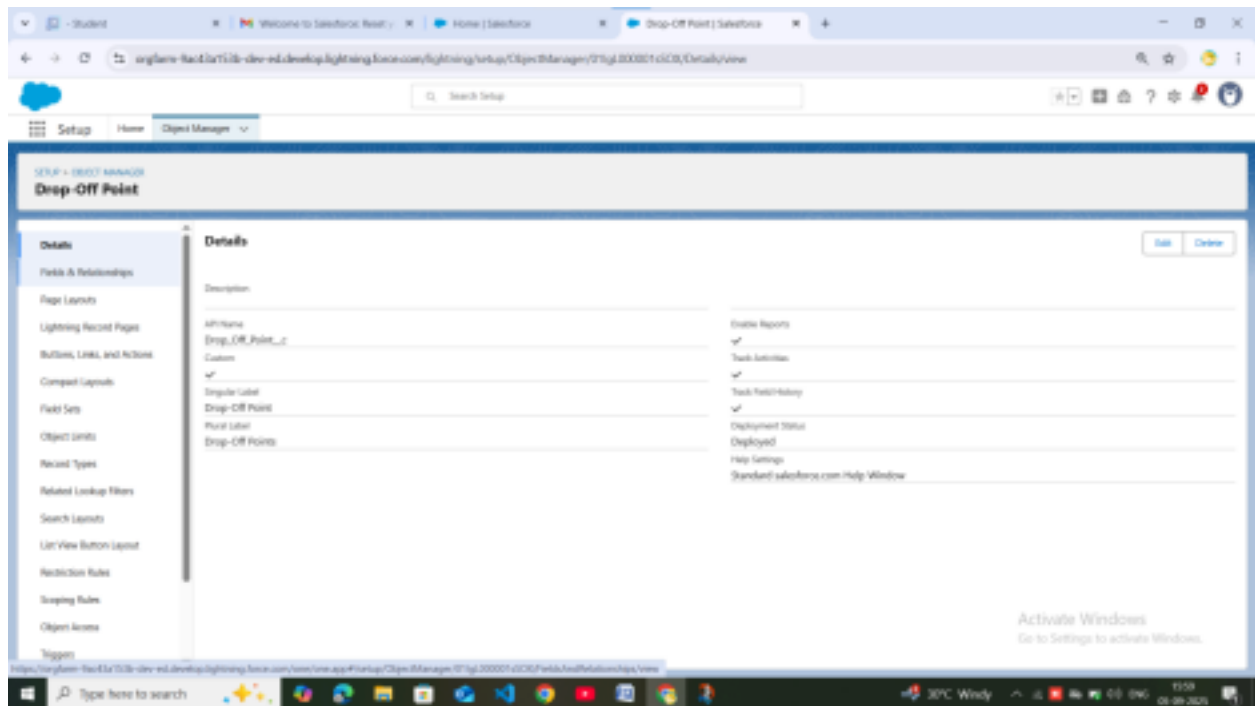 - Student
Welcome to Salesforce: Reset y
Home | Salesforce
Drop-Off Point | Salesforce
Search Setup
Setup
Home
Object Manager
SETUP > OBJECT MANAGER
Drop-Off Point
Details
Fields & Relationships
Page Layouts
Lightning Record Pages
Buttons, Links, and Actions
Compact Layouts
Field Sets
Object Limits
Record Types
Related Lookup Filters
Search Layouts
List View Button Layout
Restriction Rules
Scoping Rules
Object Access
Triggers
Details
Edit
Delete
Description
API Name
Drop_Off_Point__c
Custom
Singular Label
Drop-Off Point
Plural Label
Drop-Off Points
Enable Reports
Track Activities
Track Field History
Deployment Status
Deployed
Help Settings
Standard salesforce.com Help Window
Activate Windows
Go to Settings to activate Windows.
Type here to search
30°C Windy
ENG
15:59